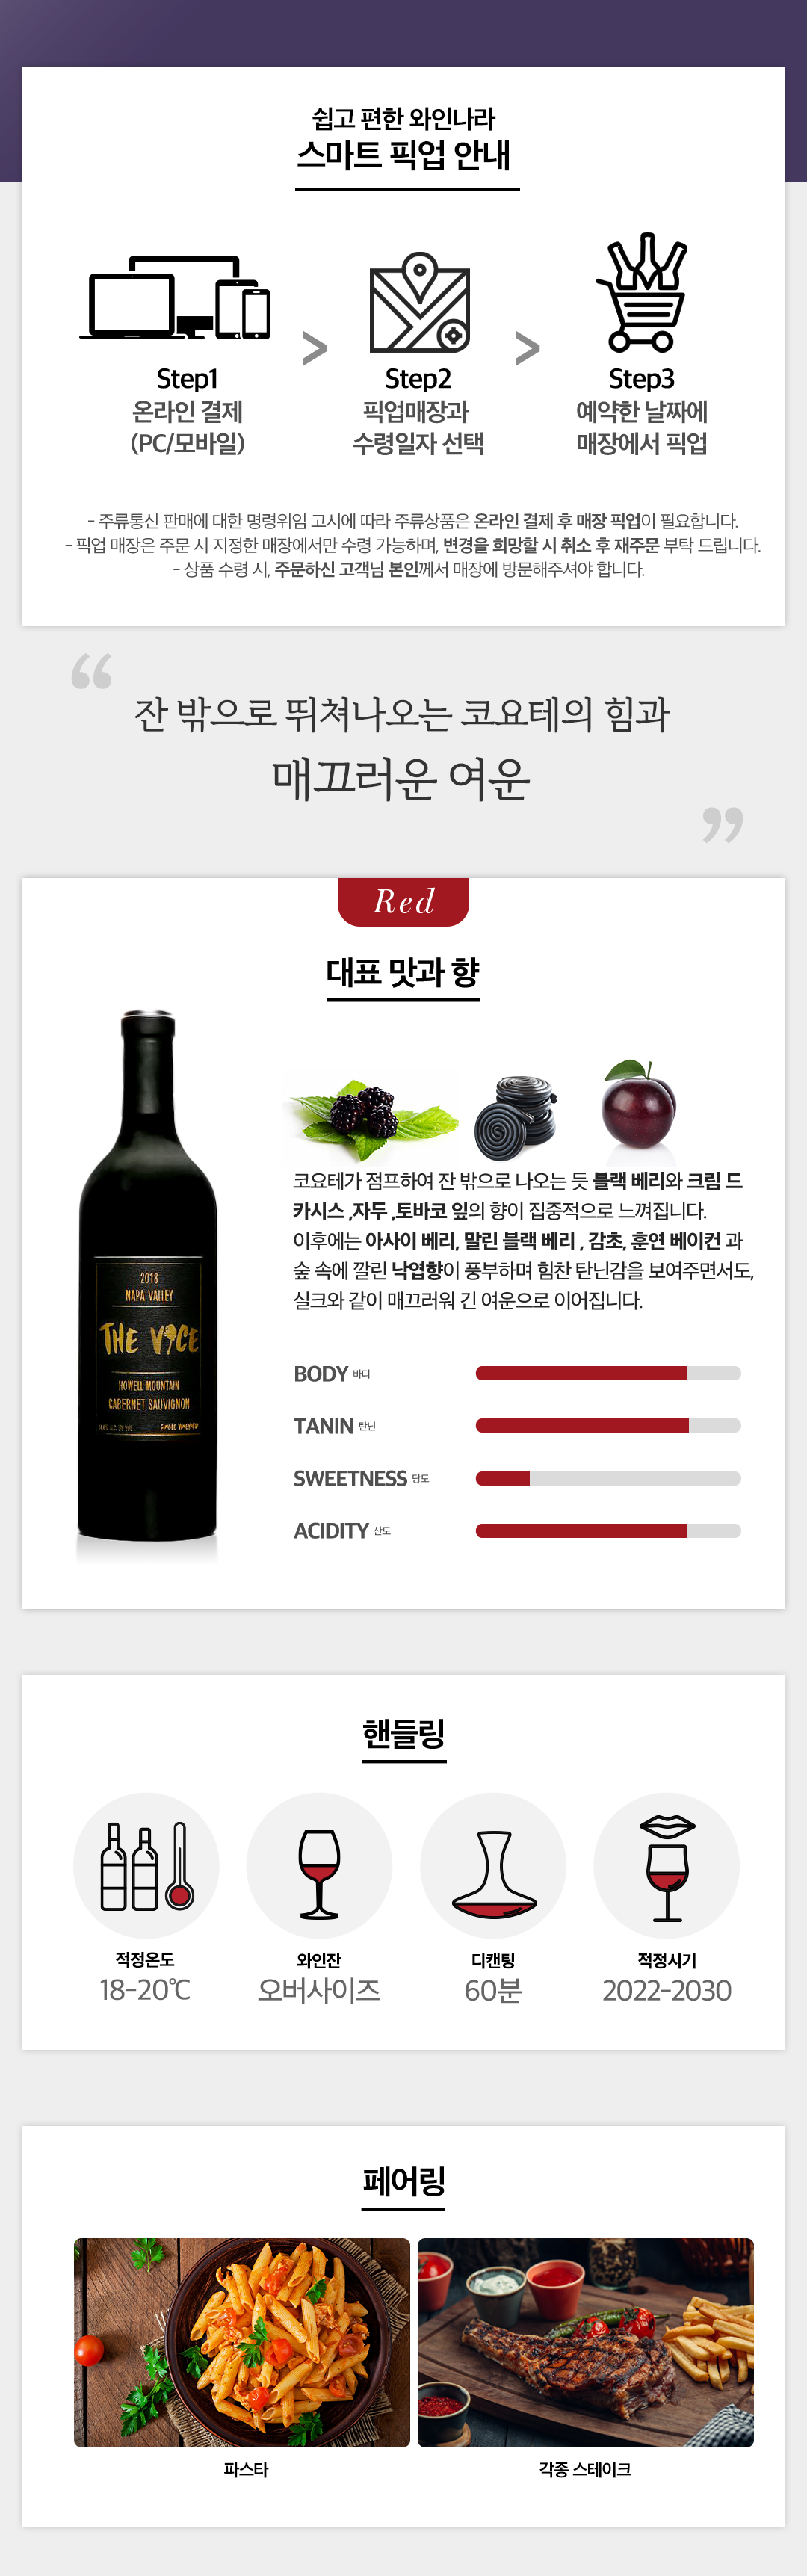 쉽고 편한 와인나라
스마트 픽업 안내
Step1
온라인 결제
(PC/모바일)
>
Step2
픽업매장과
수령일자 선택
>
Step3
예약한 날짜에
매장에서 픽업
- 주류통신 판매에 대한 명령위임 고시에 따라 주류상품은 온라인 결제 후 매장 픽업이 필요합니다.
- 픽업 매장은 주문 시 지정한 매장에서만 수령 가능하며, 변경을 희망할 시 취소 후 재주문 부탁 드립니다.
- 상품 수령 시, 주문하신 고객님 본인께서 매장에 방문해주셔야 합니다.
“
잔 밖으로 뛰쳐나오는 코요테의 힘과
매끄러운 여운
”
Red
대표 맛과 향
코요테가 점프하여 잔 밖으로 나오는 듯 블랙 베리와 크림 드
카시스 ,자두 ,토바코 잎의 향이 집중적으로 느껴집니다.
이후에는 아사이 베리, 말린 블랙 베리 , 감초, 훈연 베이컨 과
숲 속에 깔린 낙엽향이 풍부하며 힘찬 탄닌감을 보여주면서도,
실크와 같이 매끄러워 긴 여운으로 이어집니다.
2018
NAPA VALLEY
THE VICE
HOWELL MOUNTAIN
CABERNET SAUVIGNON
BODY 바디
TANIN 탄닌
SWEETNESS 당도
ACIDITY 산도
핸들링
적정온도
18-20℃
와인잔
오버사이즈
디캔팅
60분
적정시기
2022-2030
페어링
파스타
각종 스테이크